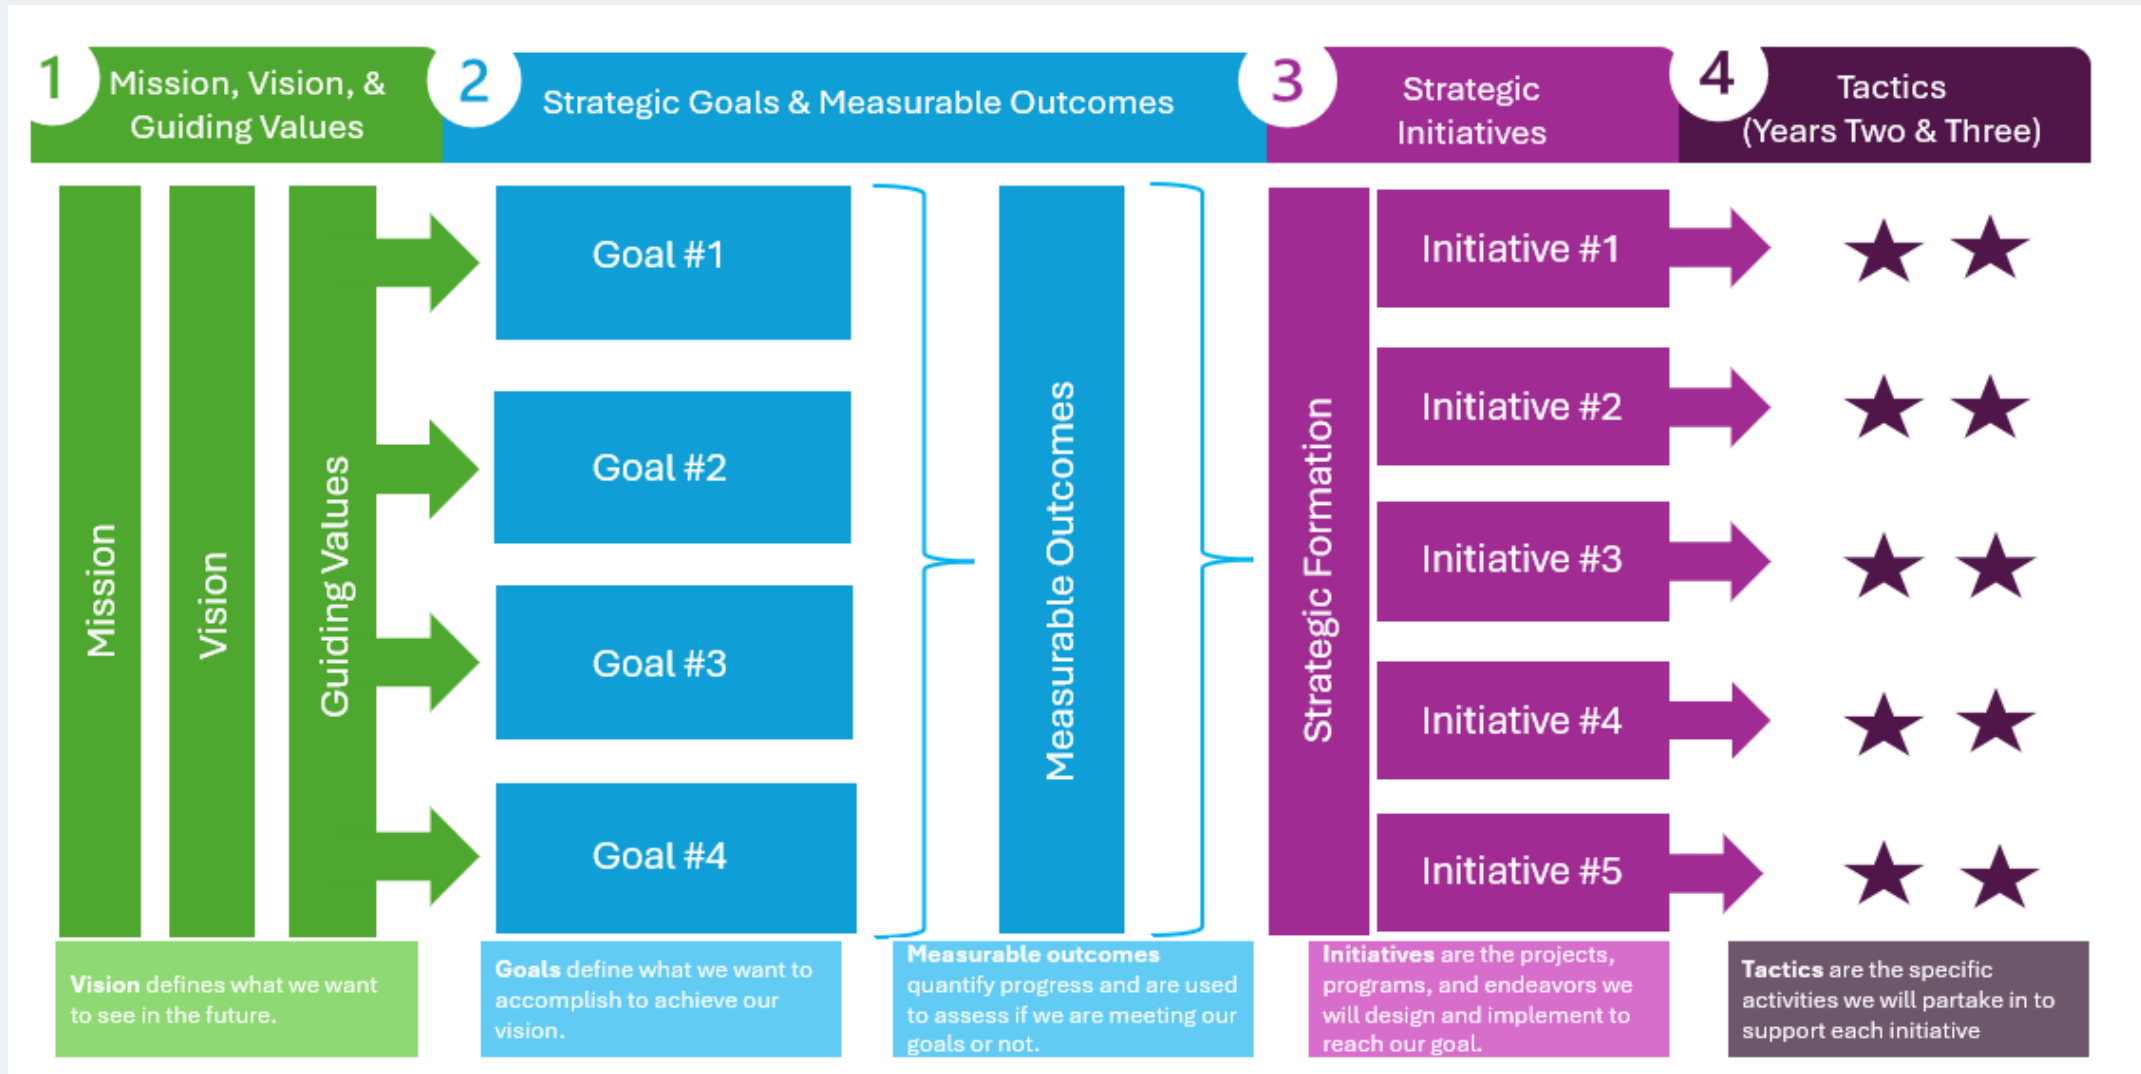 1
Mission, Vision, &
Guiding Values
2
Strategic Goals & Measurable Outcomes
3
Strategic
Initiatives
4
Tactics
(Years Two & Three)
Mission
Vision
Guiding Values
Goal #1
Goal #2
Goal #3
Goal #4
Measurable Outcomes
Strategic Formation
Initiative #1
Initiative #2
Initiative #3
Initiative #4
Initiative #5
Vision defines what we want
to see in the future.
Goals define what we want to
accomplish to achieve our
vision.
Measurable outcomes
quantify progress and are used
to assess if we are meeting our
goals or not.
Initiatives are the projects,
programs, and endeavors we
will design and implement to
reach our goal.
Tactics are the specific
activities we will partake in to
support each initiative